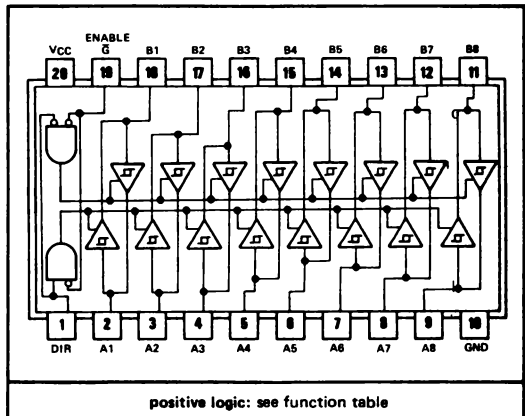 VCC ENABLE G̅ B1 B2 B3 B4 B5 B6 B7 B8
20 19 18 17 16 15 14 13 12 11
1 2 3 4 5 6 7 8 9 10
DIR A1 A2 A3 A4 A5 A6 A7 A8 GND
positive logic: see function table